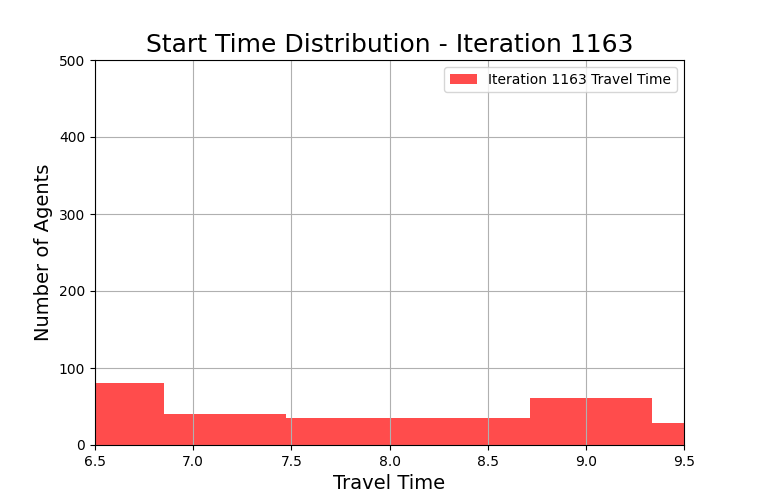 Start Time Distribution - Iteration 1163
Iteration 1163 Travel Time
Number of Agents
500
400
300
200
100
0
6.5 7.0 7.5 8.0 8.5 9.0 9.5
Travel Time